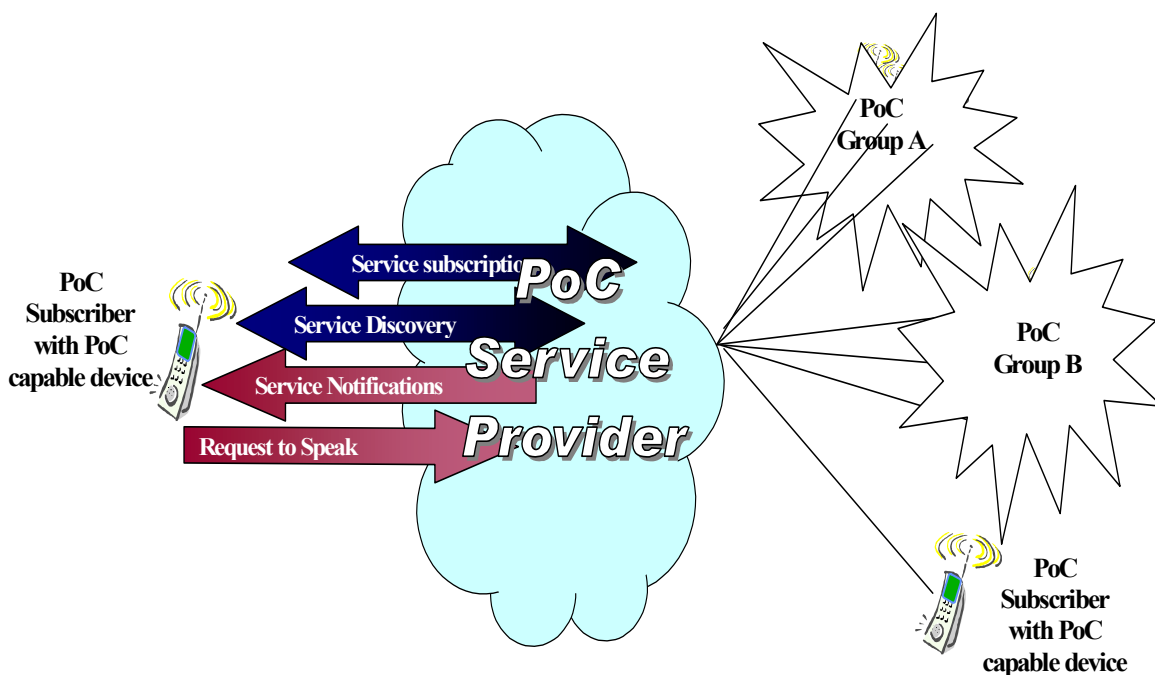 PoC
Subscriber
with PoC
capable device
Service subscription
Service Discovery
Service Notifications
Request to Speak
PoC
Service
Provider
PoC
Group A
PoC
Group B
PoC
Subscriber
with PoC
capable device